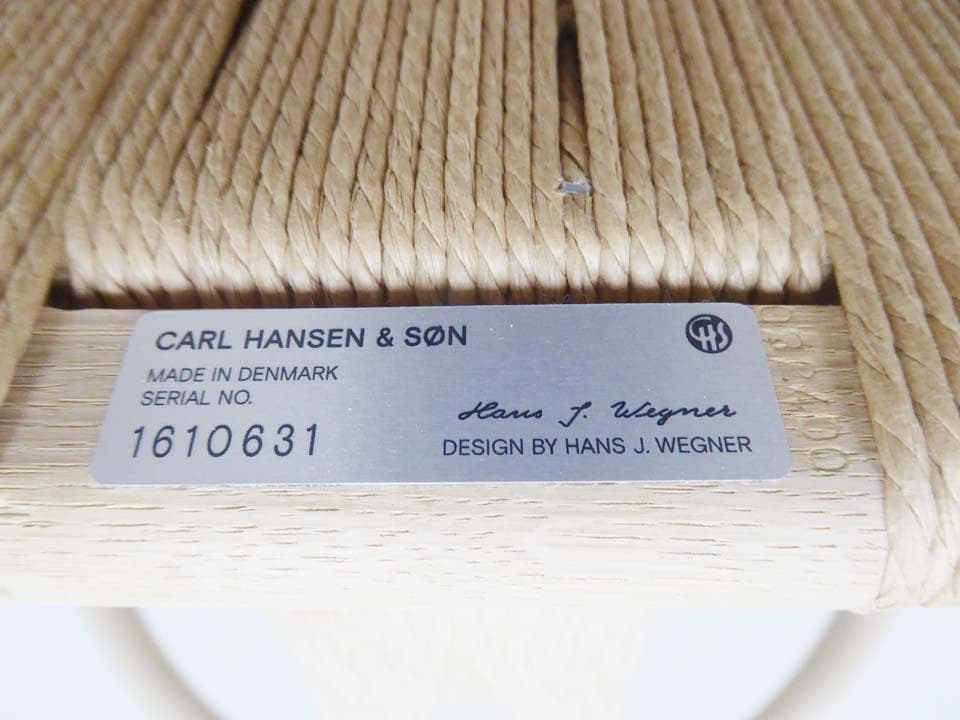 CARL HANSEN & SØN
CHS
MADE IN DENMARK
SERIAL NO.
1610631
Hans J. Wegner
DESIGN BY HANS J. WEGNER